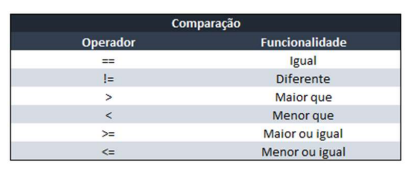 Comparação
Operador Funcionalidade
== Igual
!= Diferente
> Maior que
< Menor que
>= Maior ou igual
<= Menor ou igual